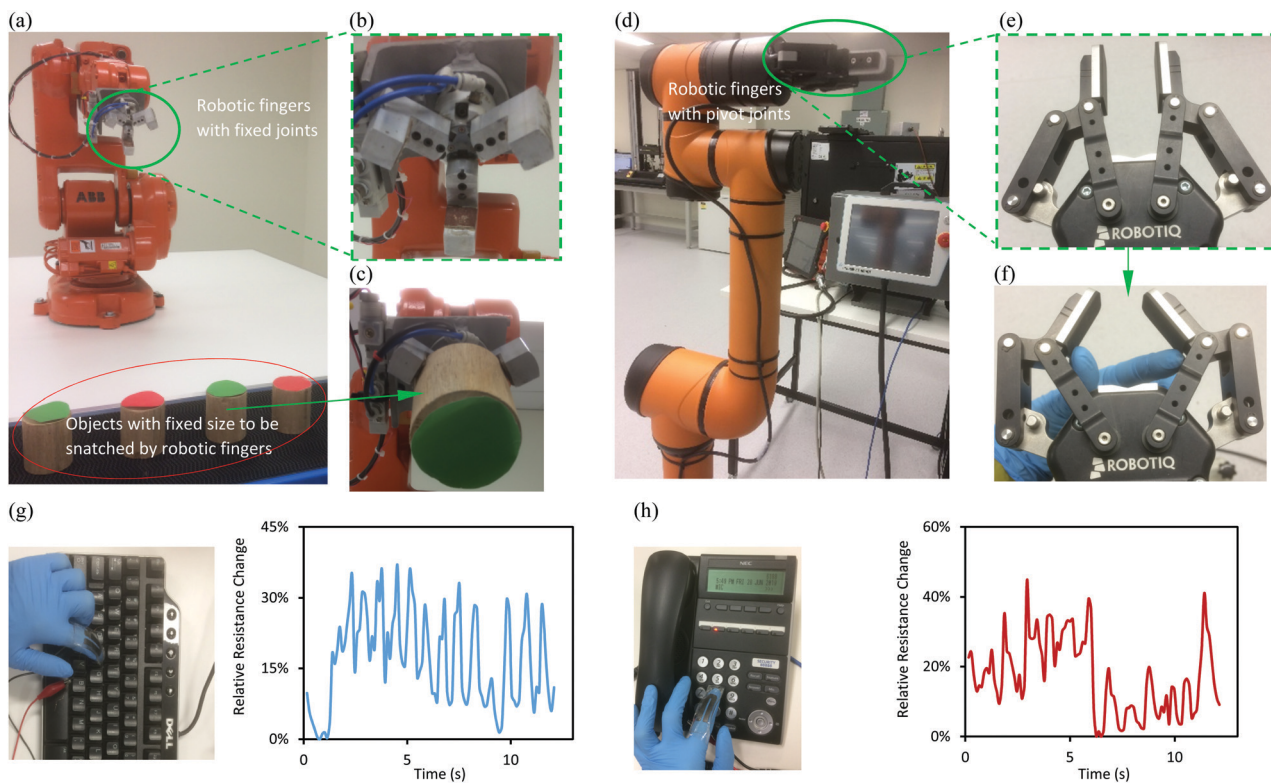 (a)
(b)
(d)
(e)
Robotic fingers
with fixed joints
Robotic fingers
with pivot joints
ABB
ROBOTIQ
(c)
(f)
Objects with fixed size to be
snatched by robotic fingers
ROBOTIQ
(g)
(h)
DELL
45%
30%
15%
0%
Relative Resistance Change
0
5
10
Time (s)
NEC
SECURITY
60%
40%
20%
0%
Relative Resistance Change
0
5
10
Time (s)